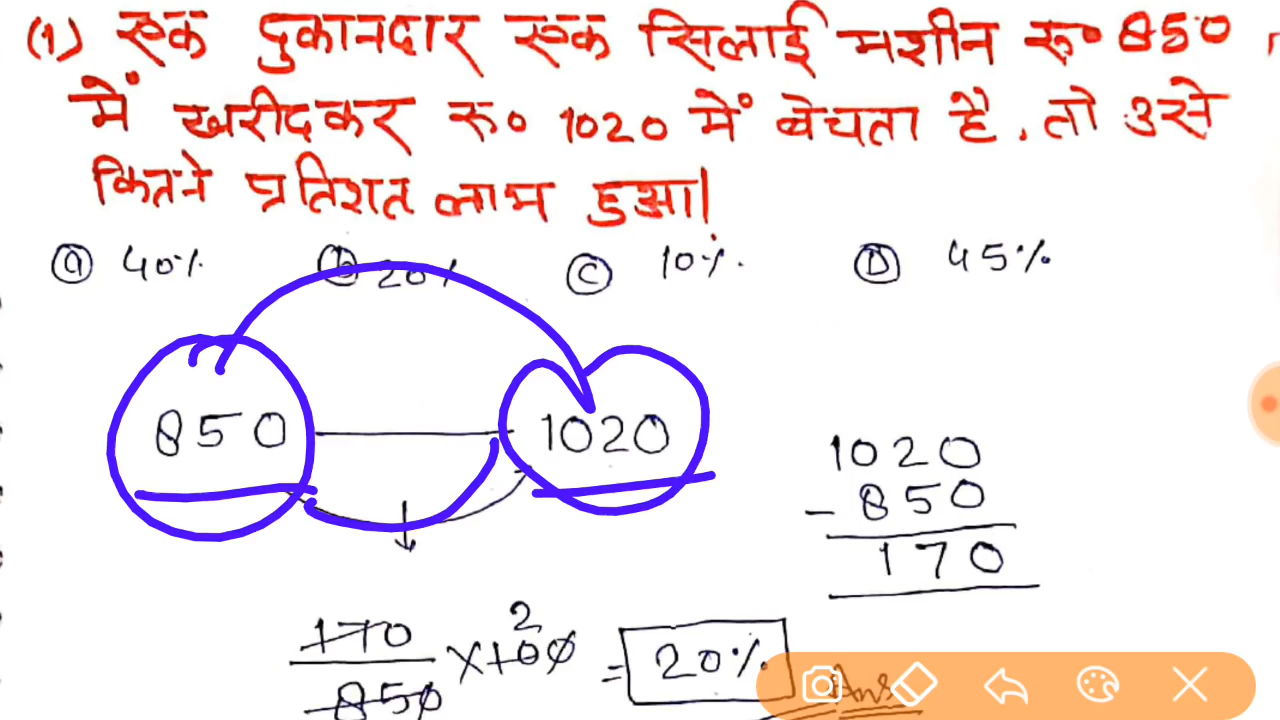 (1) एक दुकानदार एक सिलाई मशीन रु० 850
में खरीदकर रु० 1020 में बेचता है, तो उसे
कितने प्रतिशत लाभ हुआ।
(a) 40% (b) 20% (c) 10% (D) 45%
850 1020
1020
- 850
170
170
850
×100
2
= 20%
Ans